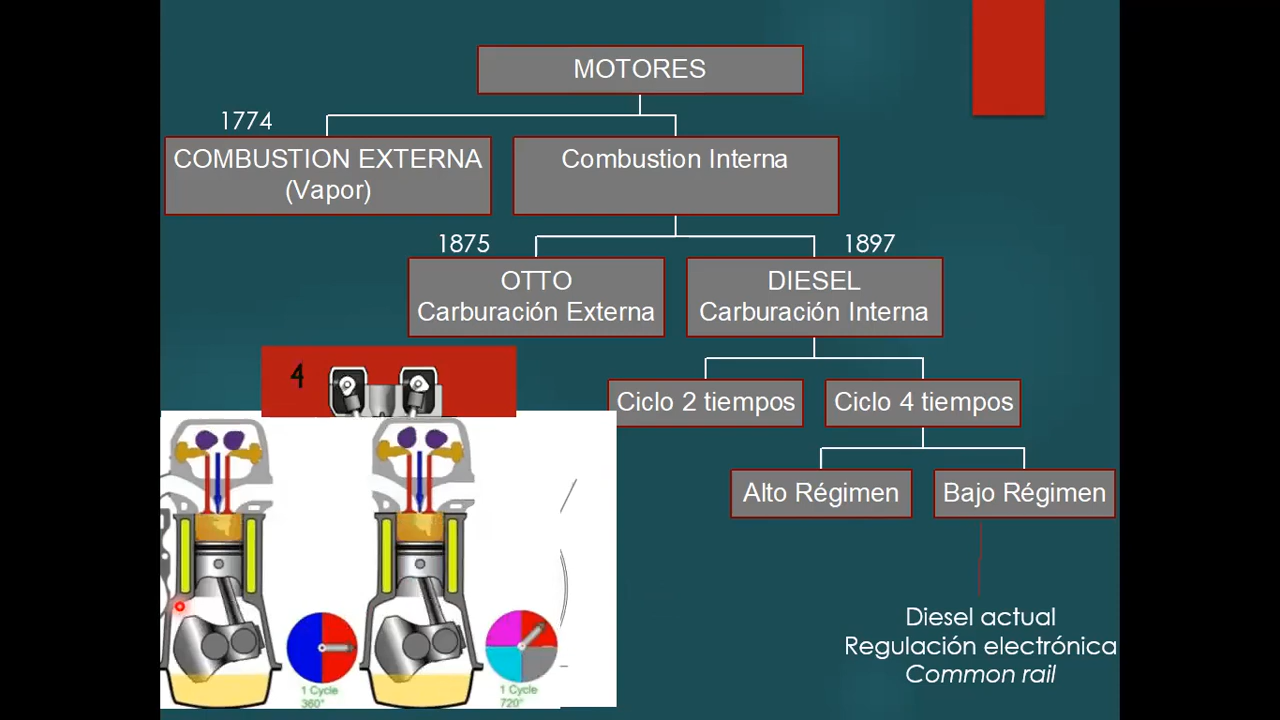 MOTORES
1774
COMBUSTION EXTERNA
(Vapor)
Combustion Interna
1875
1897
OTTO
Carburación Externa
DIESEL
Carburación Interna
4
Ciclo 2 tiempos
Ciclo 4 tiempos
Alto Régimen
Bajo Régimen
Diesel actual
Regulación electrónica
Common rail
1 Cycle
360°
1 Cycle
720°